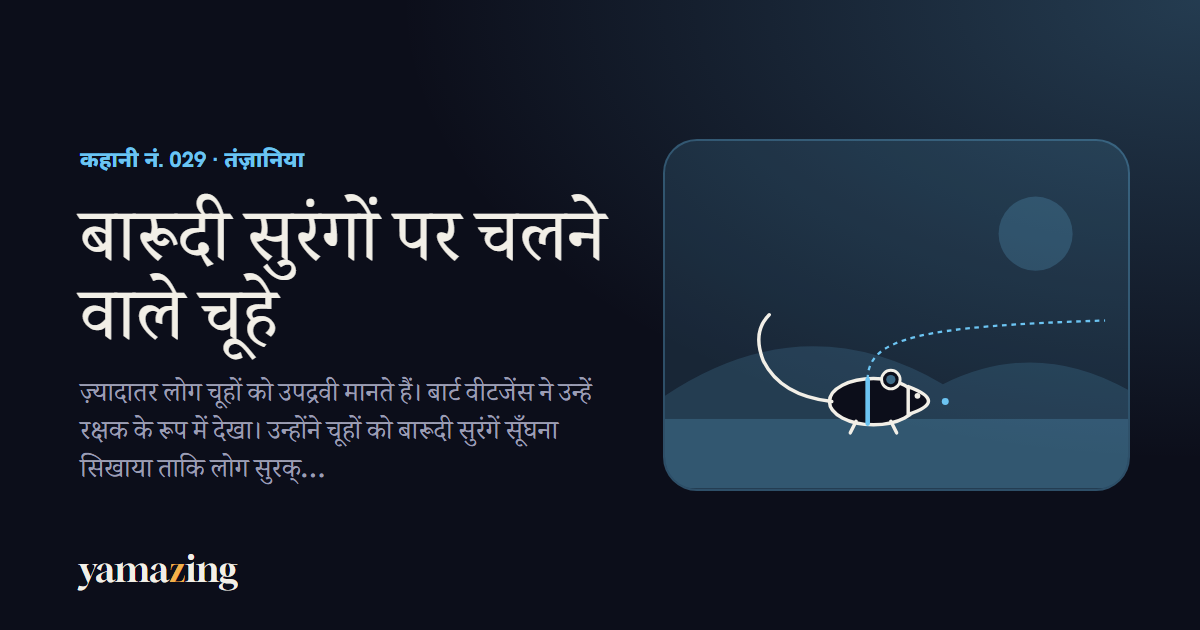 कहानी नं. 029 · तंज़ानिया
बारूदी सुरंगों पर चलने
वाले चूहे
ज़्यादातर लोग चूहों को उपद्रवी मानते हैं। बार्ट वीटजेंस ने उन्हें
रक्षक के रूप में देखा। उन्होंने चूहों को बारूदी सुरंगें सूँघना
सिखाया ताकि लोग सुरक्…
yamazing